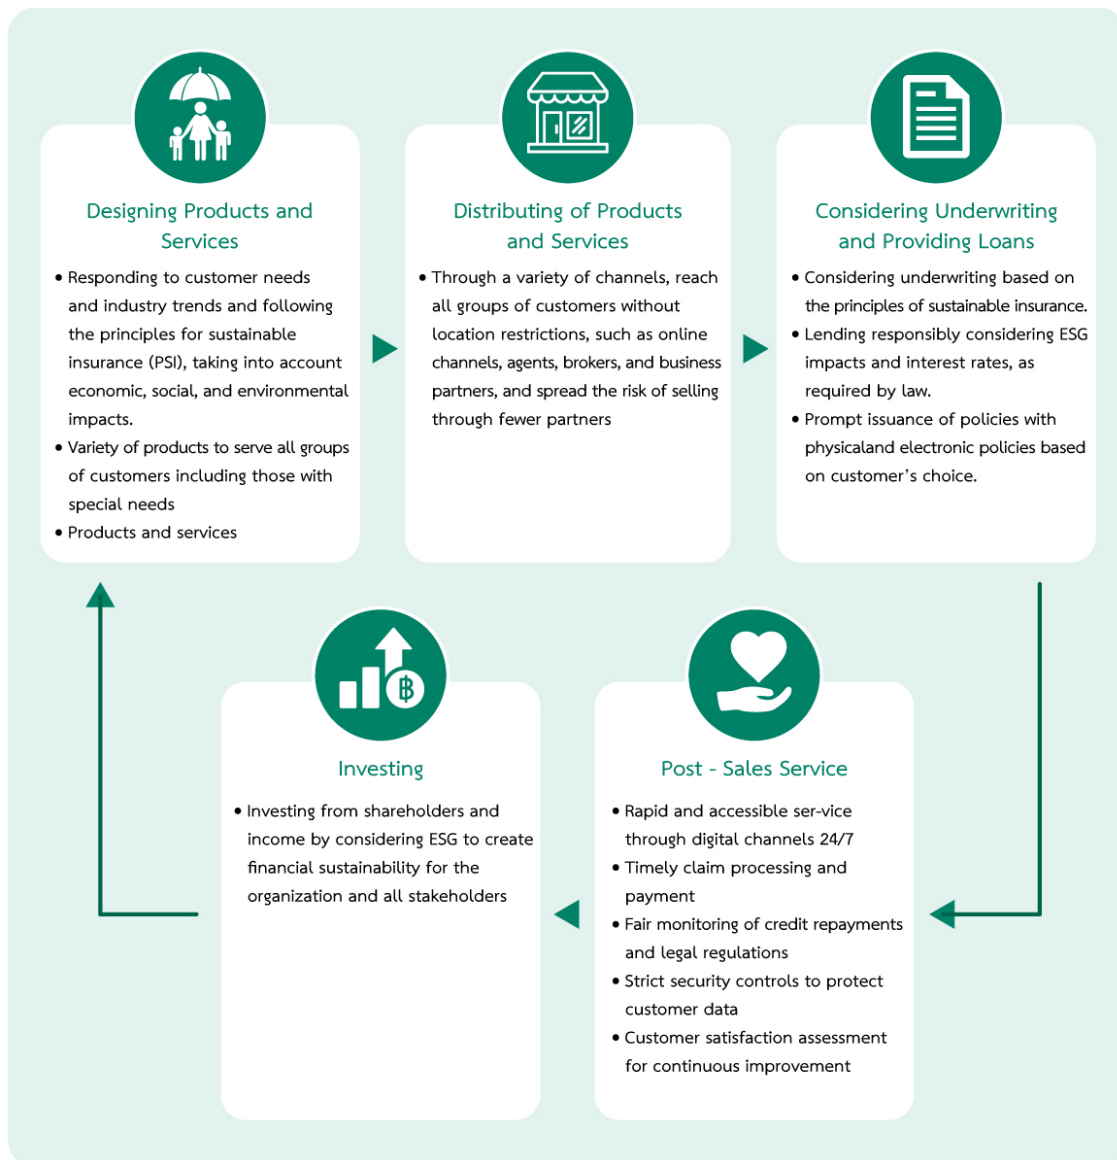 Designing Products and
Services
• Responding to customer needs
and industry trends and following
the principles for sustainable
insurance (PSI), taking into account
economic, social, and environmental
impacts.
• Variety of products to serve all groups
of customers including those with
special needs
• Products and services
Distributing of Products
and Services
• Through a variety of channels, reach
all groups of customers without
location restrictions, such as online
channels, agents, brokers, and business
partners, and spread the risk of selling
through fewer partners
Considering Underwriting
and Providing Loans
• Considering underwriting based on
the principles of sustainable insurance.
• Lending responsibly considering ESG
impacts and interest rates, as
required by law.
• Prompt issuance of policies with
physicaland electronic policies based
on customer's choice.
Investing
• Investing from shareholders and
income by considering ESG to create
financial sustainability for the
organization and all stakeholders
Post - Sales Service
• Rapid and accessible ser-vice
through digital channels 24/7
• Timely claim processing and
payment
• Fair monitoring of credit repayments
and legal regulations
• Strict security controls to protect
customer data
• Customer satisfaction assessment
for continuous improvement